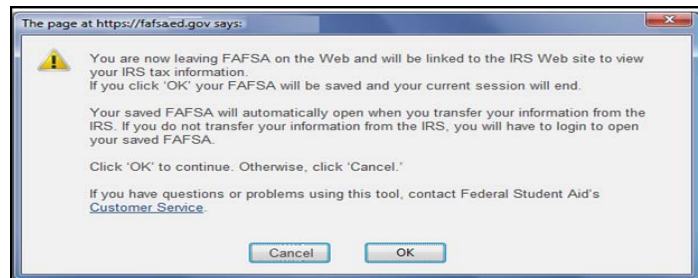 The page at https://fafsa.ed.gov says:
You are now leaving FAFSA on the Web and will be linked to the IRS Web site to view
your IRS tax information.
If you click 'OK' your FAFSA will be saved and your current session will end.
Your saved FAFSA will automatically open when you transfer your information from the
IRS. If you do not transfer your information from the IRS, you will have to login to open
your saved FAFSA.
Click 'OK' to continue. Otherwise, click 'Cancel.'
If you have questions or problems using this tool, contact Federal Student Aid's
Customer Service.
Cancel OK